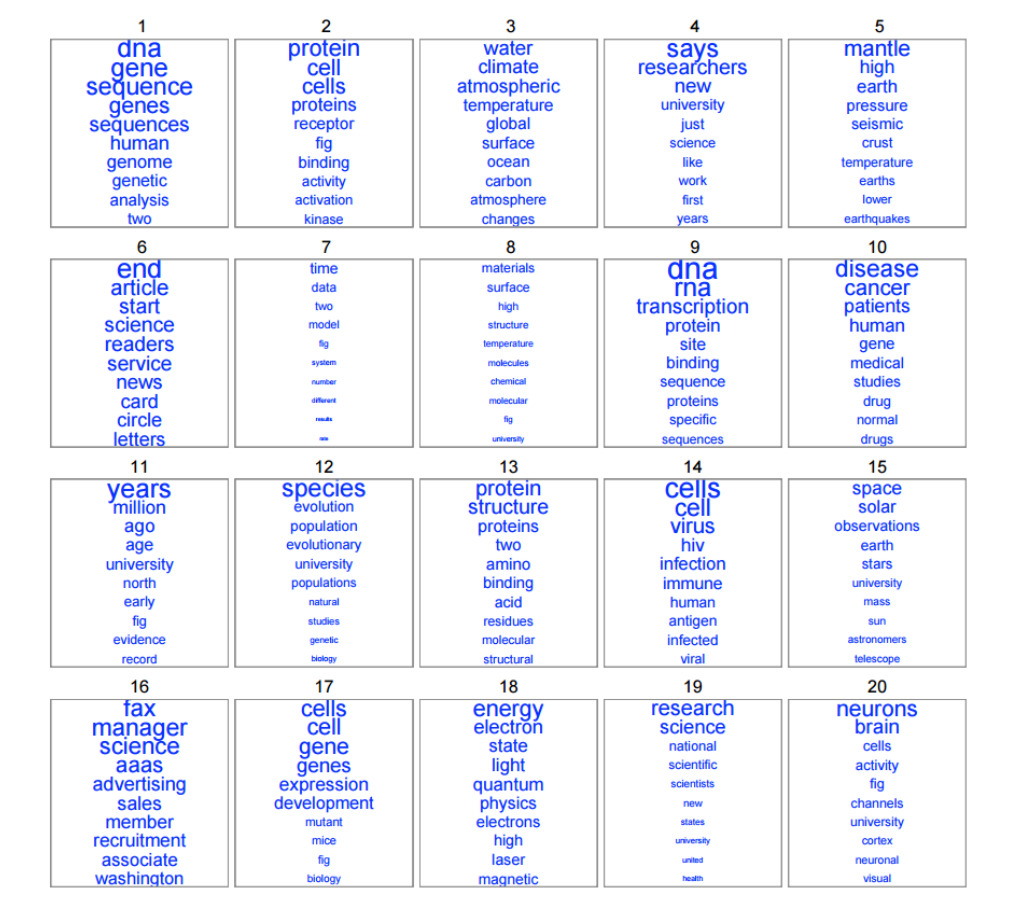 1
dna
gene
sequence
genes
sequences
human
genome
genetic
analysis
two
2
protein
cell
cells
proteins
receptor
fig
binding
activity
activation
kinase
3
water
climate
atmospheric
temperature
global
surface
ocean
carbon
atmosphere
changes
4
says
researchers
new
university
just
science
like
work
first
years
5
mantle
high
earth
pressure
seismic
crust
temperature
earths
lower
earthquakes
6
end
article
start
science
readers
service
news
card
circle
letters
7
time
data
two
model
fig
system
number
different
results
8
materials
surface
high
structure
temperature
molecules
chemical
molecular
fig
university
9
dna
rna
transcription
protein
site
binding
sequence
proteins
specific
sequences
10
disease
cancer
patients
human
gene
medical
studies
drug
normal
drugs
11
years
million
ago
age
university
north
early
fig
evidence
record
12
species
evolution
population
evolutionary
university
populations
natural
studies
genetic
biology
13
protein
structure
proteins
two
amino
binding
acid
residues
molecular
structural
14
cells
cell
virus
hiv
infection
immune
human
antigen
infected
viral
15
space
solar
observations
earth
stars
university
mass
sun
astronomers
telescope
16
fax
manager
science
aaas
advertising
sales
member
recruitment
associate
washington
17
cells
cell
gene
genes
expression
development
mutant
mice
fig
biology
18
energy
electron
state
light
quantum
physics
electrons
high
laser
magnetic
19
research
science
national
scientific
scientists
new
states
university
united
health
20
neurons
brain
cells
activity
fig
channels
university
cortex
neuronal
visual